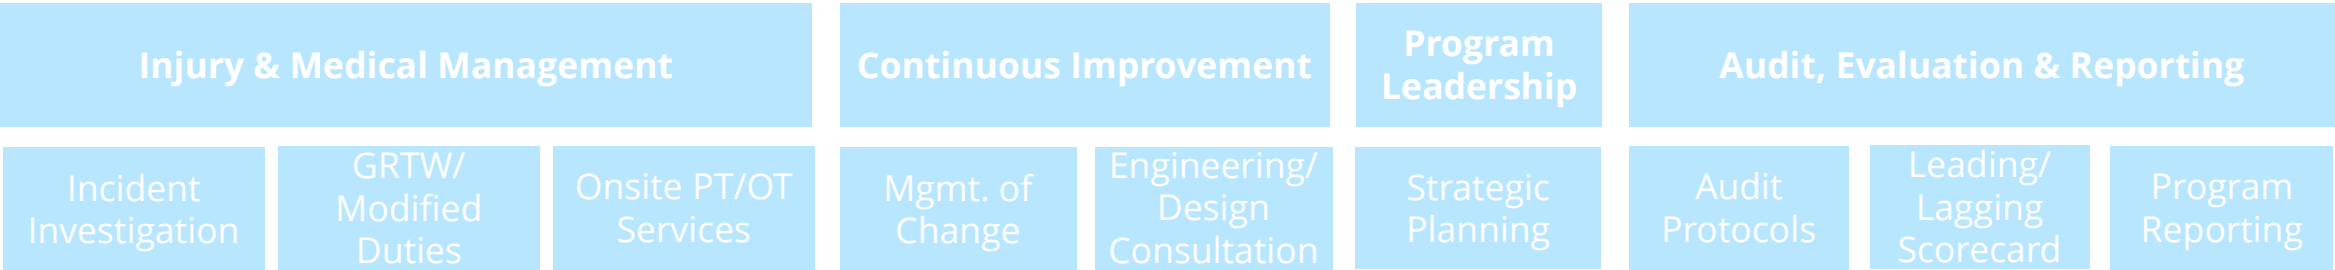 Injury & Medical Management
Continuous Improvement
Program
Leadership
Audit, Evaluation & Reporting
Incident
Investigation
GRTW/
Modified
Duties
Onsite PT/OT
Services
Mgmt. of
Change
Engineering/
Design
Consultation
Strategic
Planning
Audit
Protocols
Leading/
Lagging
Scorecard
Program
Reporting